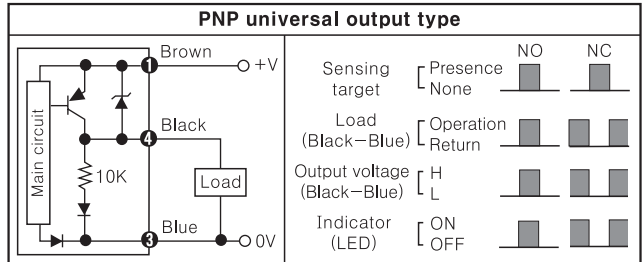 PNP universal output type
Main circuit
10K
1
Brown
+V
4
Black
Load
3
Blue
0V
NO NC
Sensing target Presence
None
Load (Black-Blue) Operation
Return
Output voltage (Black-Blue) H
L
Indicator (LED) ON
OFF